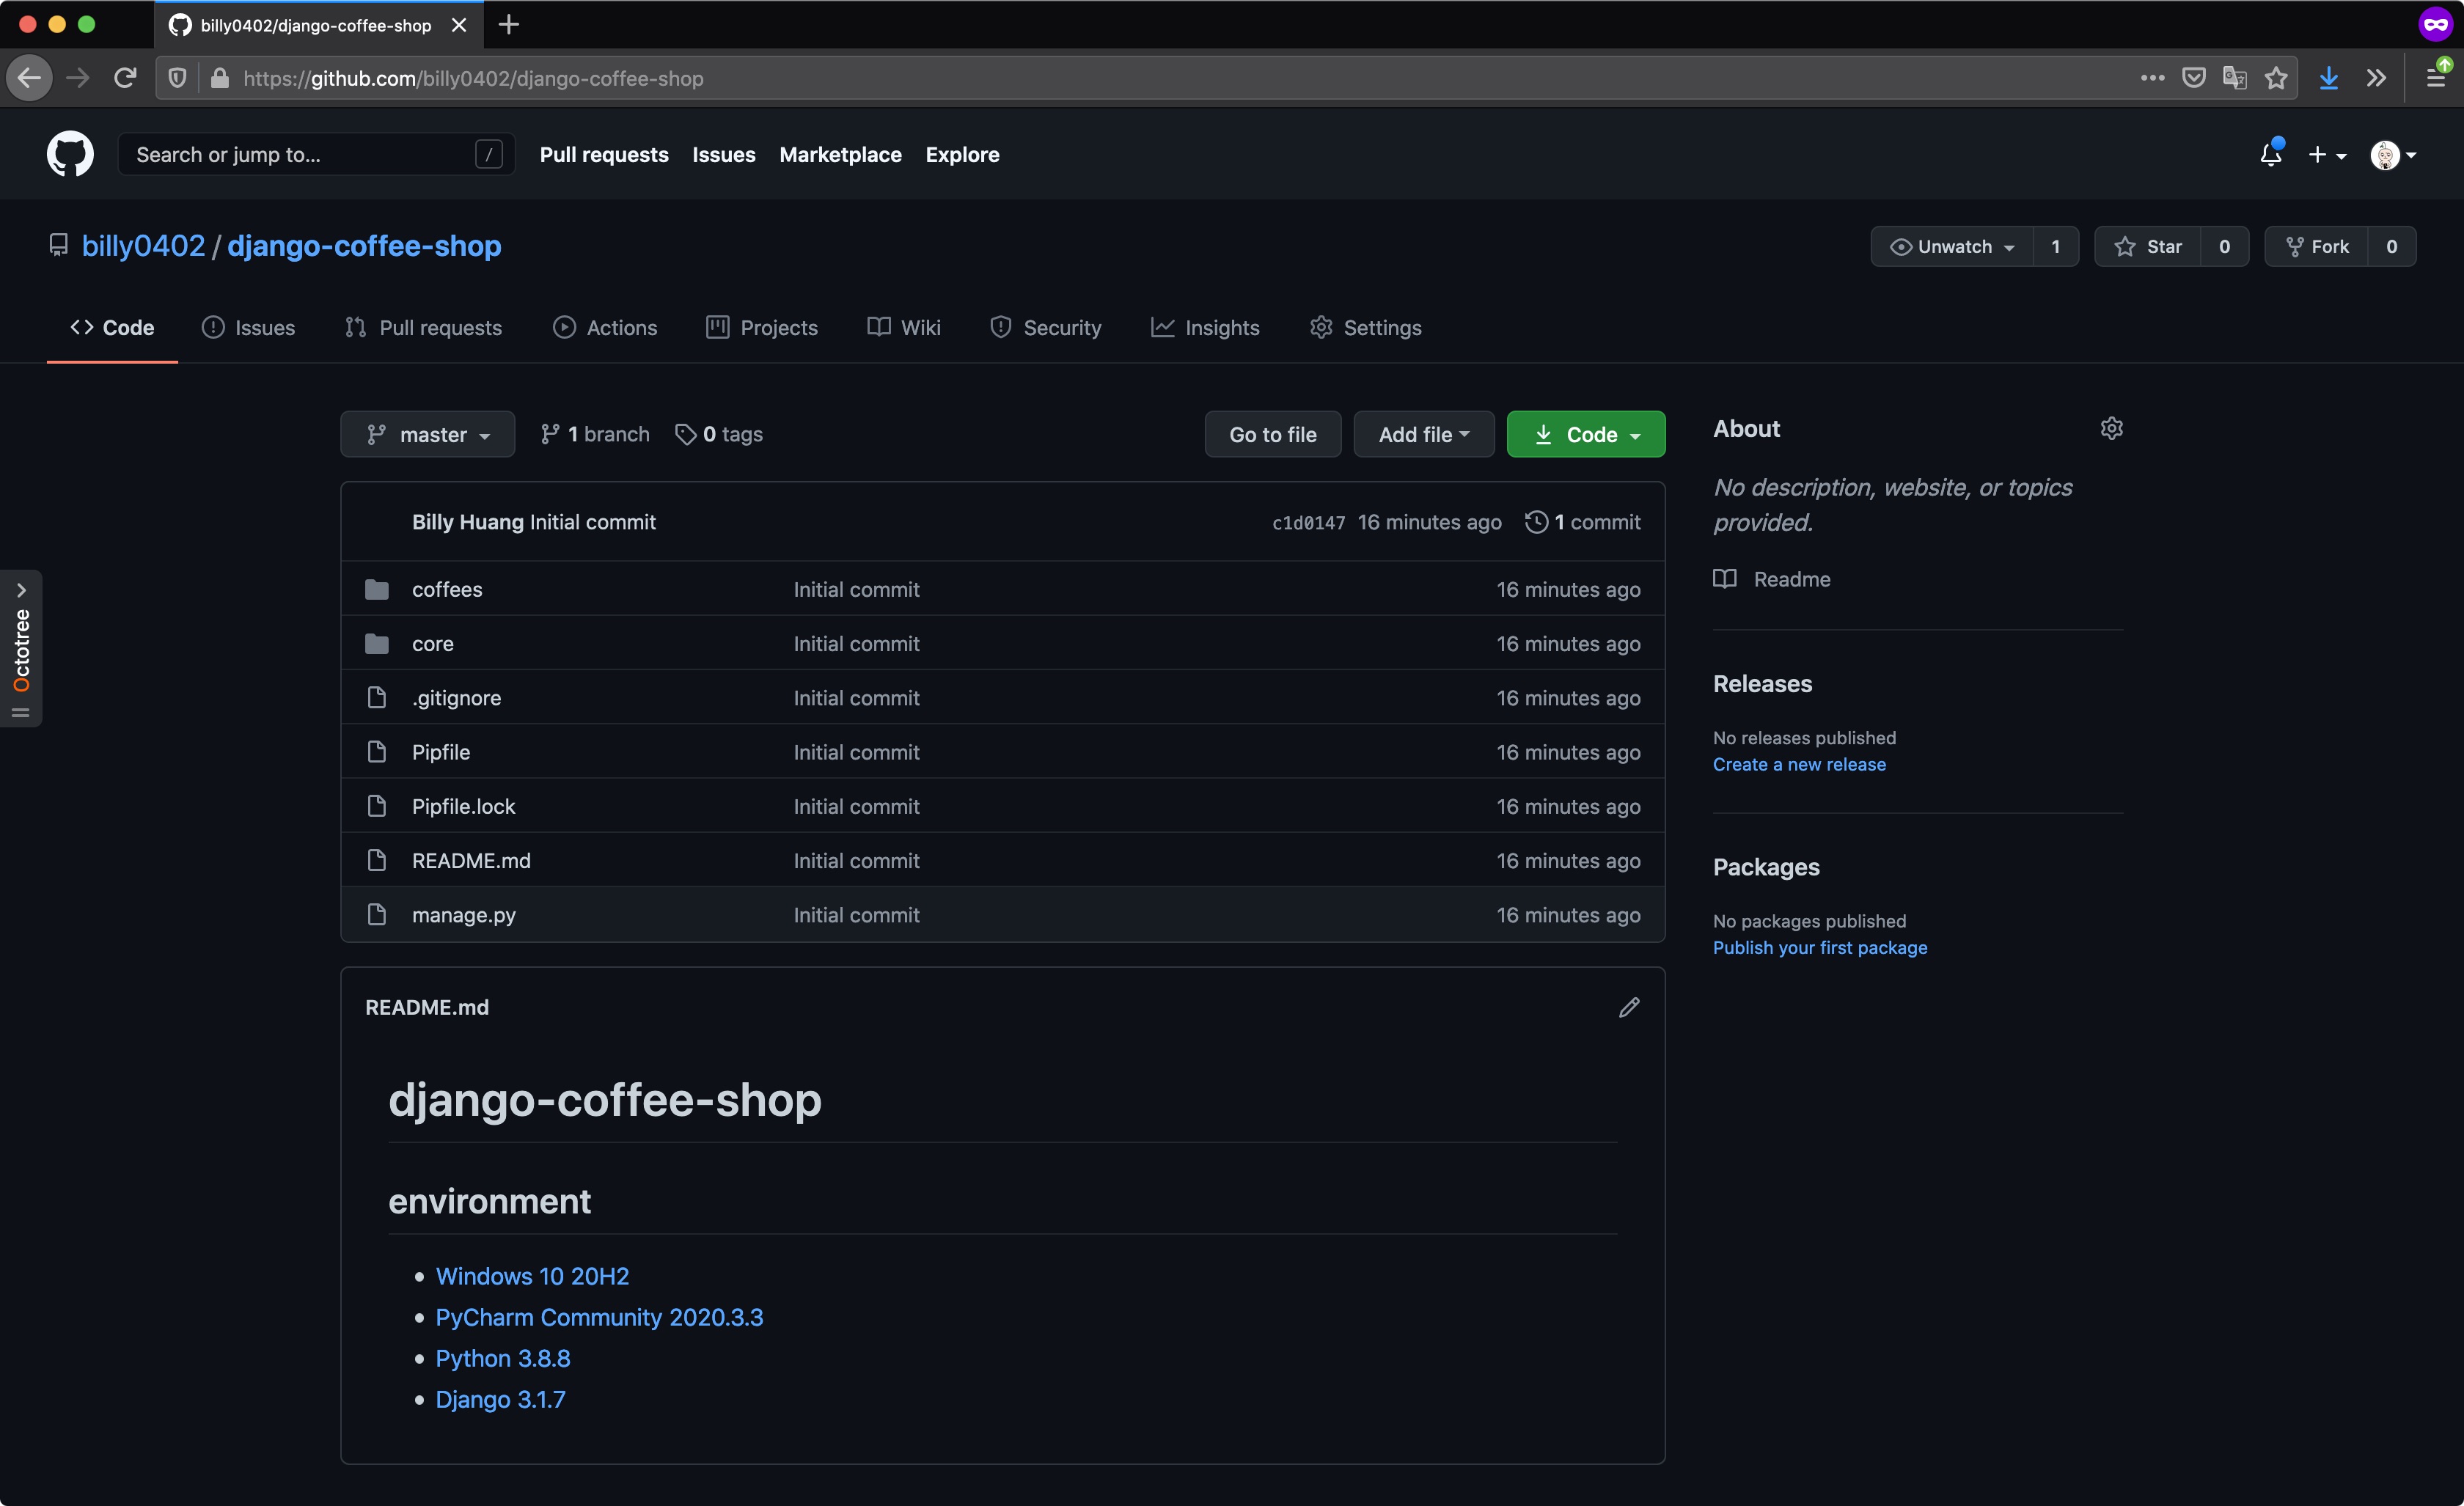 billy0402/django-coffee-shop
https://github.com/billy0402/django-coffee-shop
Search or jump to... / Pull requests Issues Marketplace Explore
billy0402 / django-coffee-shop Unwatch 1 Star 0 Fork 0
Code Issues Pull requests Actions Projects Wiki Security Insights Settings
master 1 branch 0 tags Go to file Add file Code
Billy Huang Initial commit c1d0147 16 minutes ago 1 commit
coffees Initial commit 16 minutes ago
core Initial commit 16 minutes ago
.gitignore Initial commit 16 minutes ago
Pipfile Initial commit 16 minutes ago
Pipfile.lock Initial commit 16 minutes ago
README.md Initial commit 16 minutes ago
manage.py Initial commit 16 minutes ago
README.md
django-coffee-shop
environment
Windows 10 20H2
PyCharm Community 2020.3.3
Python 3.8.8
Django 3.1.7
About
No description, website, or topics
provided.
Readme
Releases
No releases published
Create a new release
Packages
No packages published
Publish your first package
Octotree